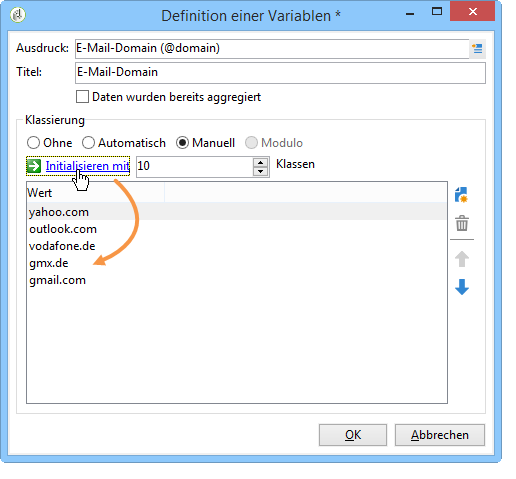 Definition einer Variablen *
Ausdruck: E-Mail-Domain (@domain)
Titel: E-Mail-Domain
Daten wurden bereits aggregiert
Klassierung
Ohne Automatisch Manuell Modulo
Initialisieren mit 10 Klassen
Wert
yahoo.com
outlook.com
vodafone.de
gmx.de
gmail.com
OK Abbrechen